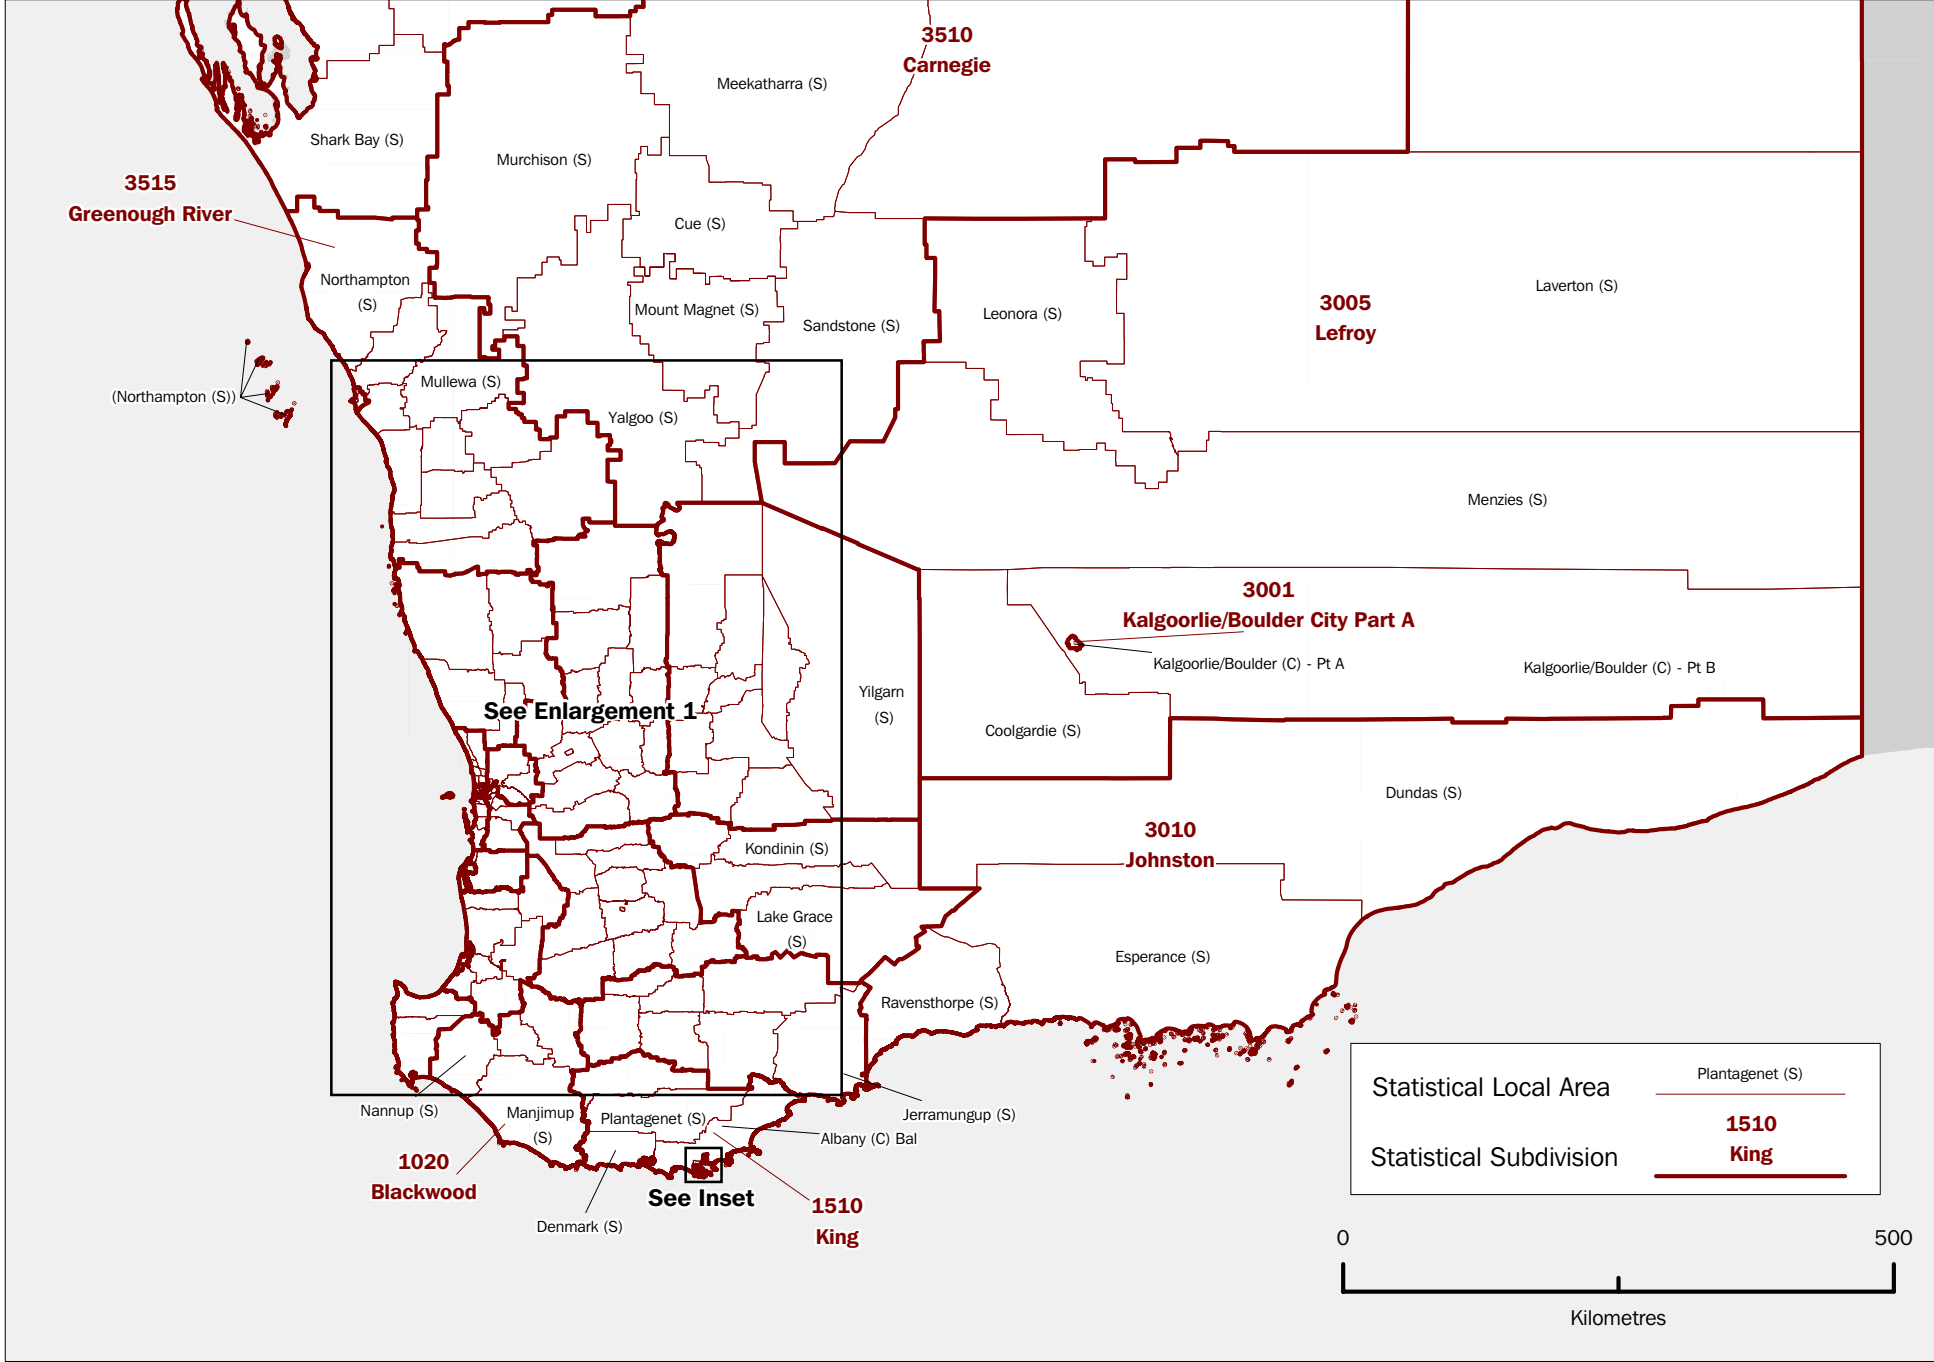 3510
Carnegie
Meekatharra (S)
Shark Bay (S)
Murchison (S)
3515
Greenough River
Cue (S)
Northampton
(S)
Laverton (S)
3005
Lefroy
Mount Magnet (S)
Leonora (S)
Sandstone (S)
Mullewa (S)
(Northampton (S))
Yalgoo (S)
Menzies (S)
3001
Kalgoorlie/Boulder City Part A
Kalgoorlie/Boulder (C) - Pt A
Kalgoorlie/Boulder (C) - Pt B
Yilgarn
(S)
See Enlargement 1
Coolgardie (S)
Dundas (S)
3010
Johnston
Kondinin (S)
Lake Grace
(S)
Esperance (S)
Ravensthorpe (S)
Nannup (S)
Manjimup
(S)
Plantagenet (S)
Jerramungup (S)
Albany (C) Bal
1020
Blackwood
See Inset
1510
King
Denmark (S)
Statistical Local Area
Plantagenet (S)
1510
King
Statistical Subdivision
0
500
Kilometres